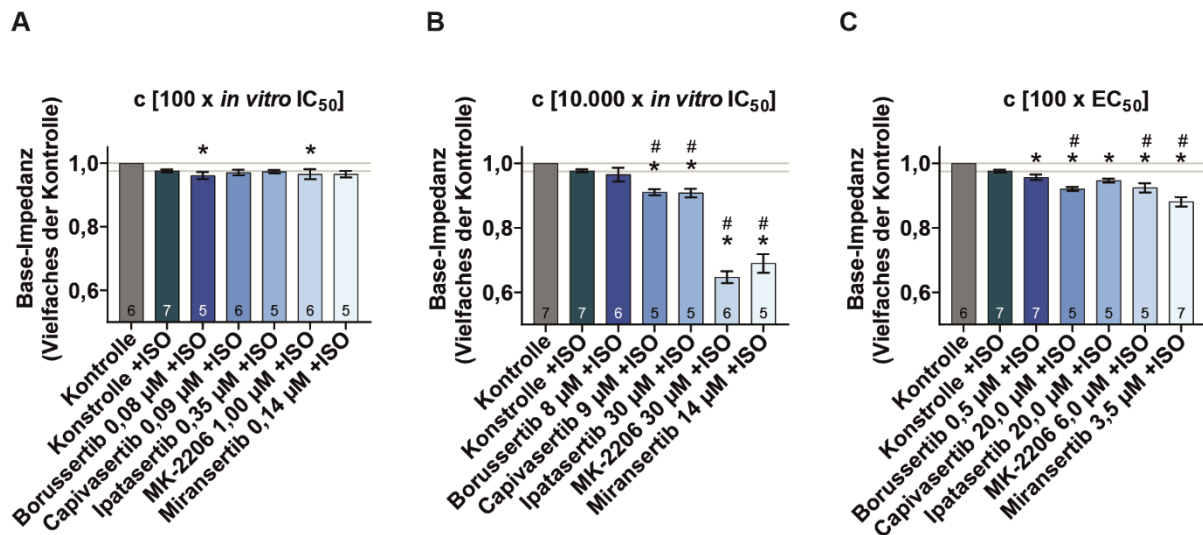 A
c [100 x in vitro IC50]
Base-Impedanz
(Vielfaches der Kontrolle)
* *
1,0
0,8
0,6
6 7 5 6 5 6 5
Kontrolle
Konstrolle +ISO
Borussertib 0,08 µM +ISO
Capivasertib 0,09 µM +ISO
Ipatasertib 0,35 µM +ISO
MK-2206 1,00 µM +ISO
Miransertib 0,14 µM +ISO
B
c [10.000 x in vitro IC50]
Base-Impedanz
(Vielfaches der Kontrolle)
# #
* *
# #
* *
1,0
0,8
0,6
7 7 6 5 5 6 5
Kontrolle
Konstrolle +ISO
Borussertib 8 µM +ISO
Capivasertib 9 µM +ISO
Ipatasertib 30 µM +ISO
MK-2206 30 µM +ISO
Miransertib 14 µM +ISO
C
c [100 x EC50]
Base-Impedanz
(Vielfaches der Kontrolle)
# # #
* * * * *
1,0
0,8
0,6
6 7 7 5 5 5 7
Kontrolle
Konstrolle +ISO
Borussertib 0,5 µM +ISO
Capivasertib 20,0 µM +ISO
Ipatasertib 20,0 µM +ISO
MK-2206 6,0 µM +ISO
Miransertib 3,5 µM +ISO